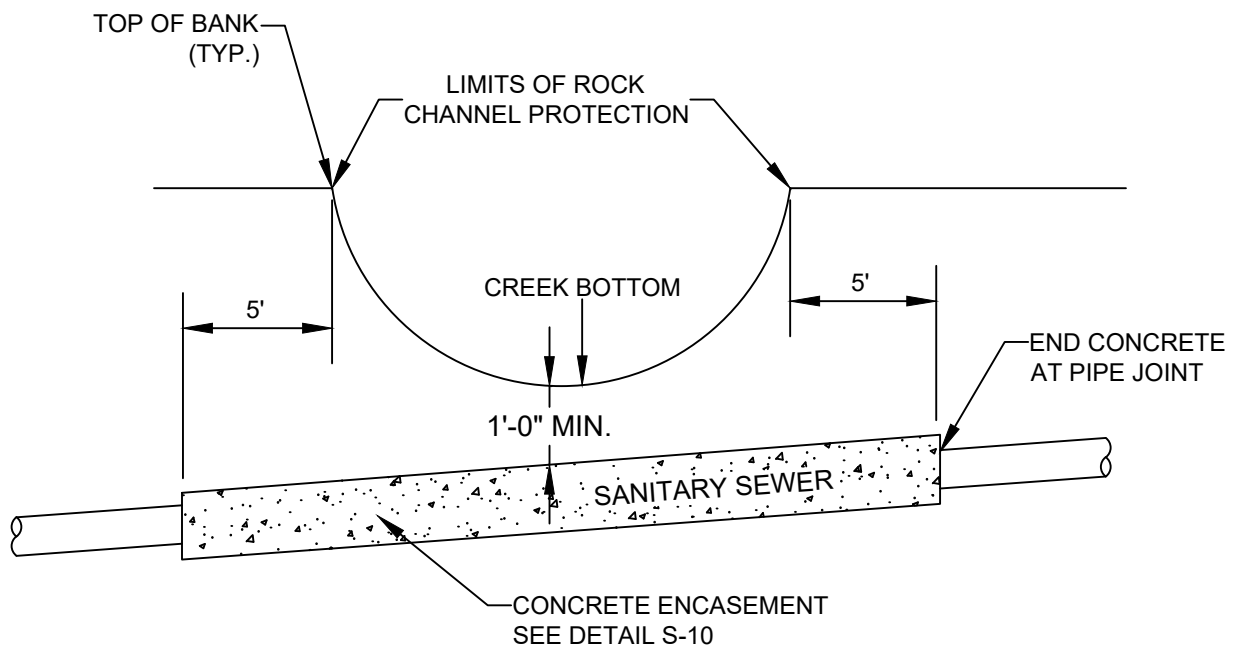 TOP OF BANK
(TYP.)
LIMITS OF ROCK
CHANNEL PROTECTION
5'
CREEK BOTTOM
5'
END CONCRETE
AT PIPE JOINT
1'-0" MIN.
SANITARY SEWER
CONCRETE ENCASEMENT
SEE DETAIL S-10